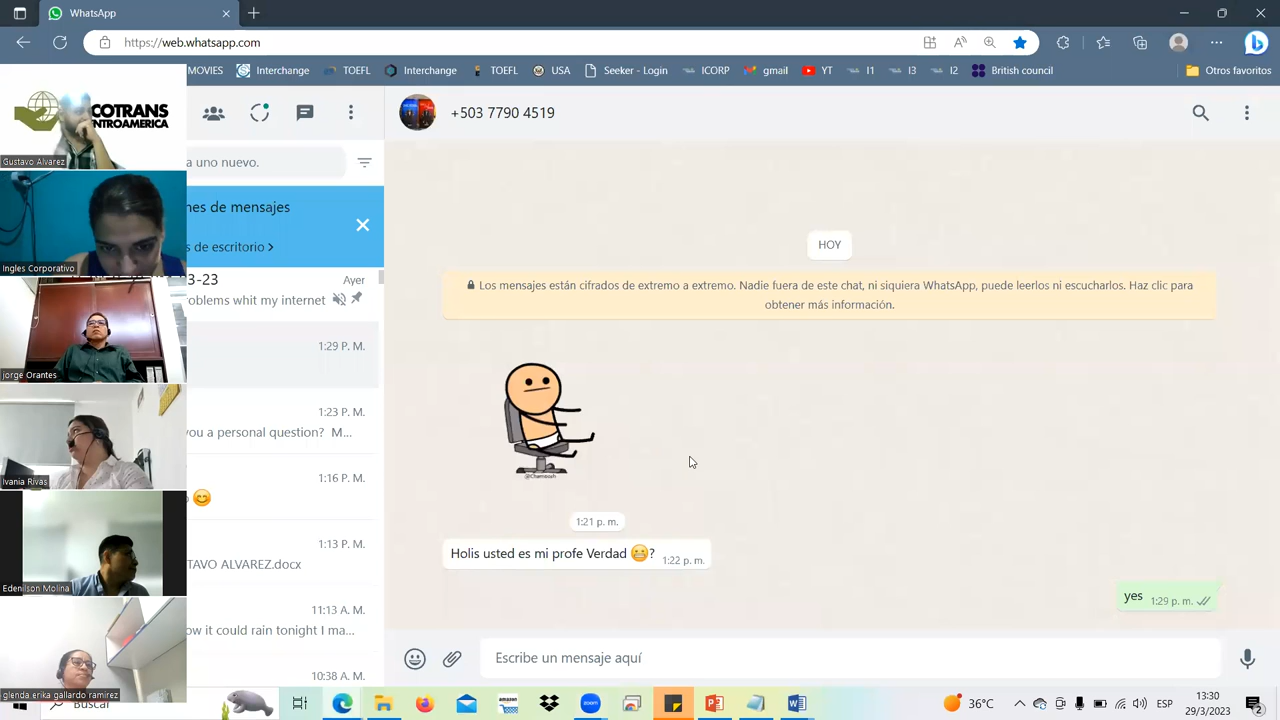 WhatsApp
https://web.whatsapp.com
MOVIES
Interchange
TOEFL
Interchange
TOEFL
USA
Seeker - Login
ICORP
gmail
YT
I1
I3
I2
British council
Otros favoritos
COTRANS
NTROAMERICA
Gustavo Alvarez
Ingles Corporativo
jorge Orantes
Ivania Rivas
Edenilson Molina
glenda erika gallardo ramirez
a uno nuevo.
nes de mensajes
s de escritorio
3-23
Ayer
roblems whit my internet
1:29 P. M.
1:23 P. M.
you a personal question? M...
1:16 P. M.
1:13 P. M.
TAVO ALVAREZ.docx
11:13 A. M.
ow it could rain tonight I ma...
10:38 A. M.
+503 7790 4519
HOY
Los mensajes están cifrados de extremo a extremo. Nadie fuera de este chat, ni siquiera WhatsApp, puede leerlos ni escucharlos. Haz clic para
obtener más información.
1:21 p. m.
Holis usted es mi profe Verdad 😁?
1:22 p. m.
yes
1:29 p. m.
Escribe un mensaje aquí
Buscar
amazon
zoom
36°C
ESP
13:30
29/3/2023
2